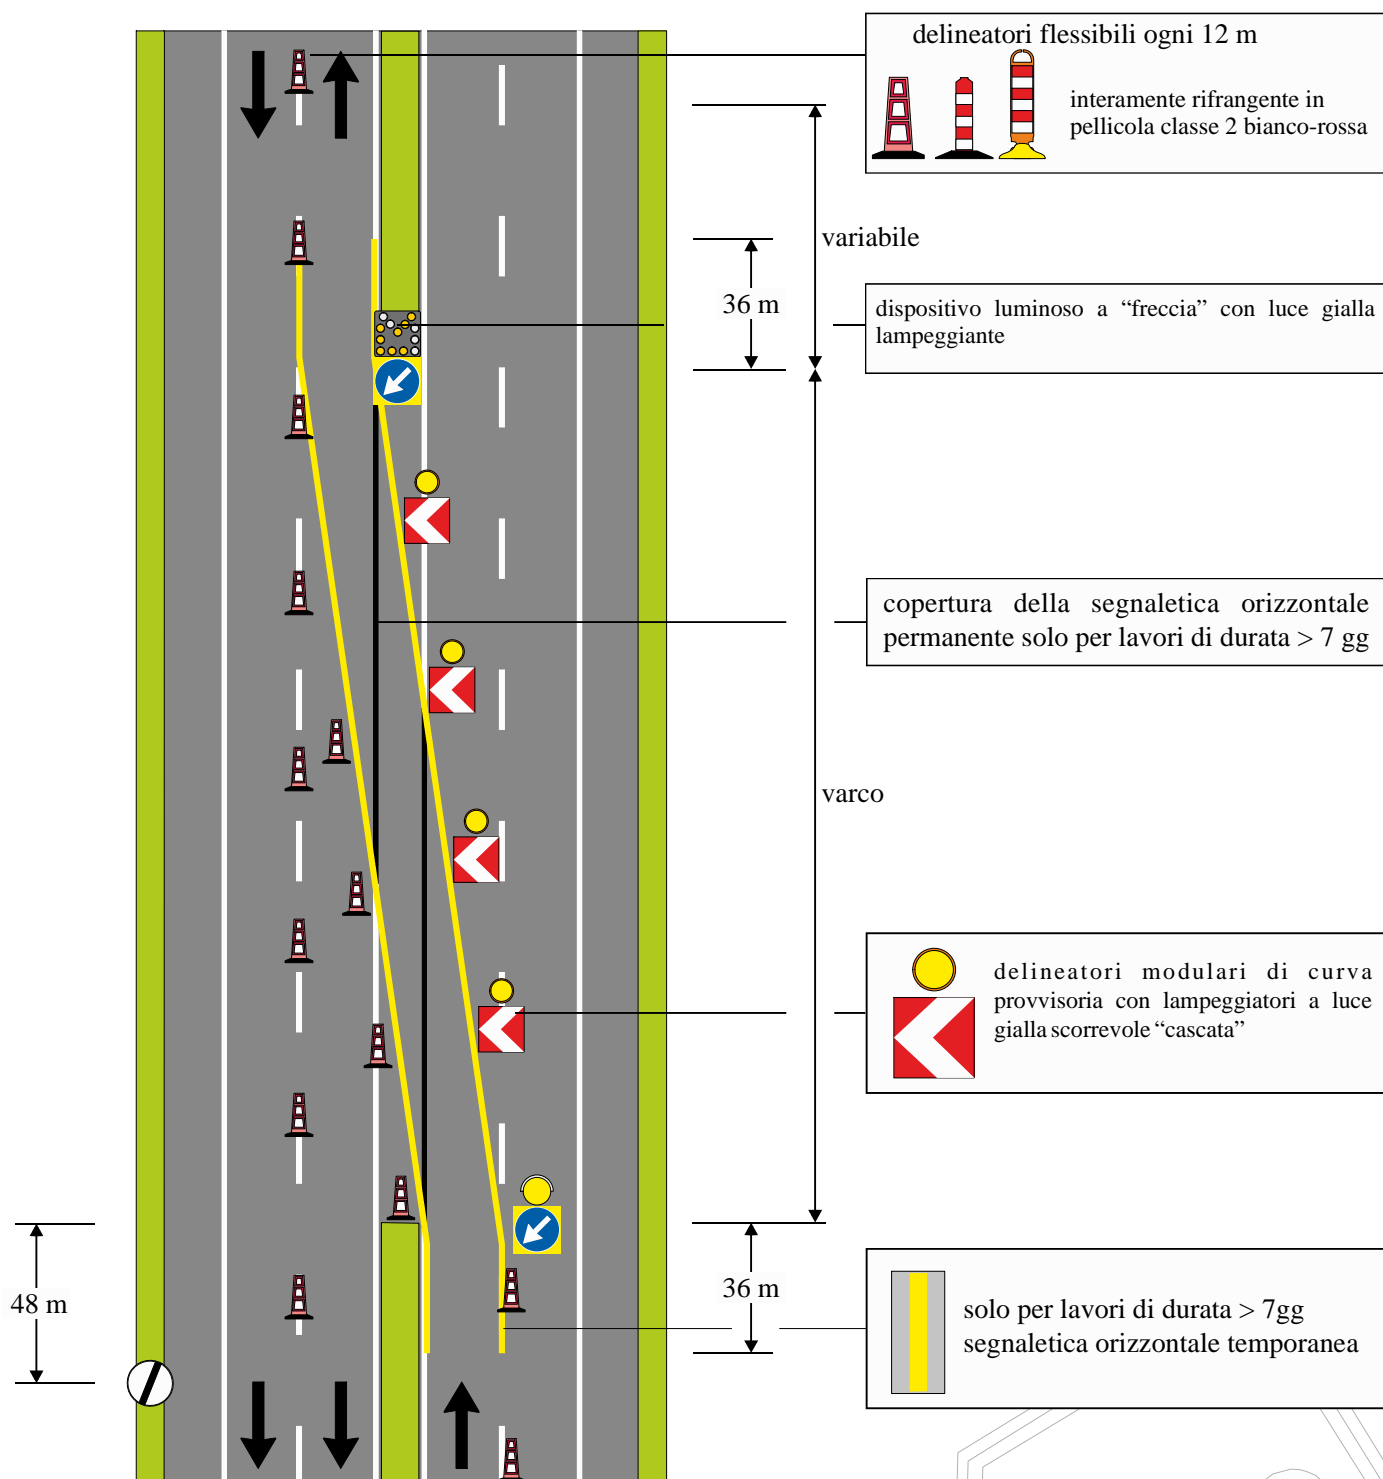 delineatori flessibili ogni 12 m
interamente rifrangente in
pellicola classe 2 bianco-rossa
variabile
36 m
dispositivo luminoso a “freccia” con luce gialla
lampeggiante
copertura della segnaletica orizzontale
permanente solo per lavori di durata > 7 gg
varco
delineatori modulari di curva
provvisoria con lampeggiatori a luce
gialla scorrevole “cascata”
48 m
36 m
solo per lavori di durata > 7gg
segnaletica orizzontale temporanea